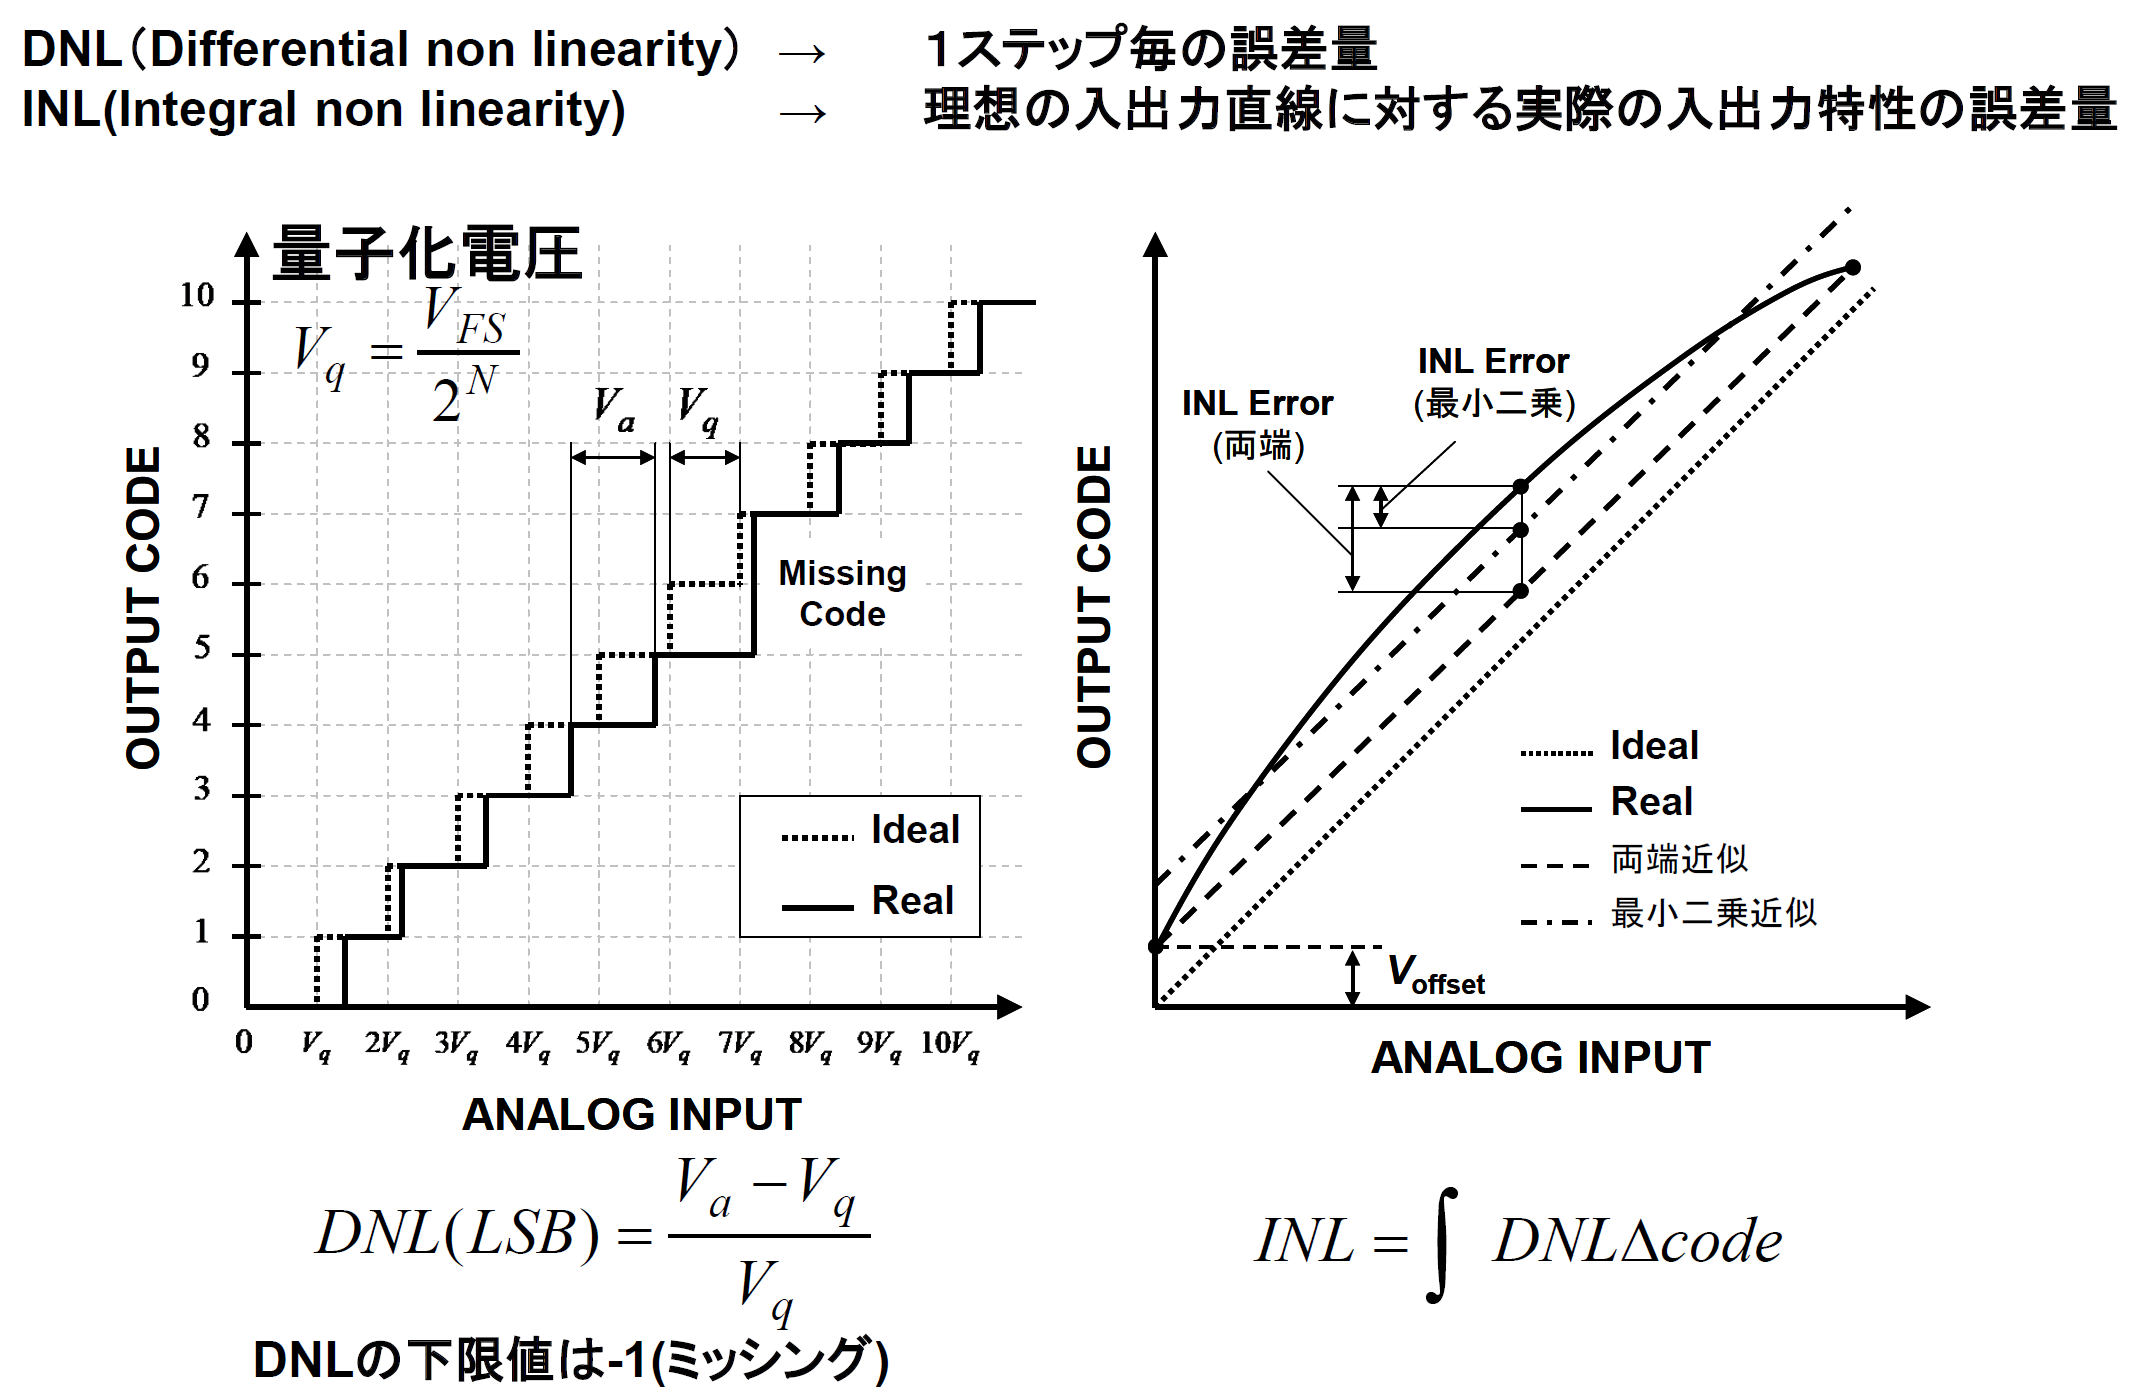 DNL（Differential non linearity） → １ステップ毎の誤差量
INL(Integral non linearity) → 理想の入出力直線に対する実際の入出力特性の誤差量
量子化電圧
V_q = V_FS / 2^N
OUTPUT CODE
10
9
8
7
6
5
4
3
2
1
0
V_a
V_q
Missing
Code
Ideal
Real
0 V_q 2V_q 3V_q 4V_q 5V_q 6V_q 7V_q 8V_q 9V_q 10V_q
ANALOG INPUT
DNL(LSB) = (V_a − V_q) / V_q
DNLの下限値は-1(ミッシング)
OUTPUT CODE
INL Error
(両端)
INL Error
(最小二乗)
Ideal
Real
両端近似
最小二乗近似
V_offset
ANALOG INPUT
INL = ∫ DNLΔcode